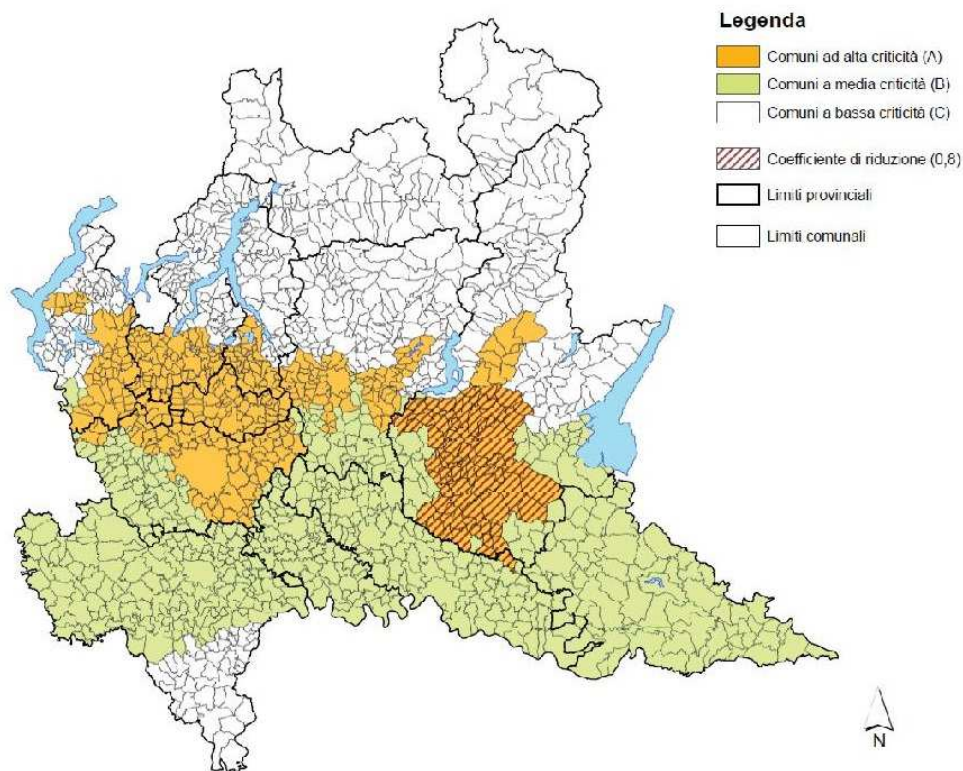 Legenda
Comuni ad alta criticità (A)
Comuni a media criticità (B)
Comuni a bassa criticità (C)
Coefficiente di riduzione (0,8)
Limiti provinciali
Limiti comunali
N